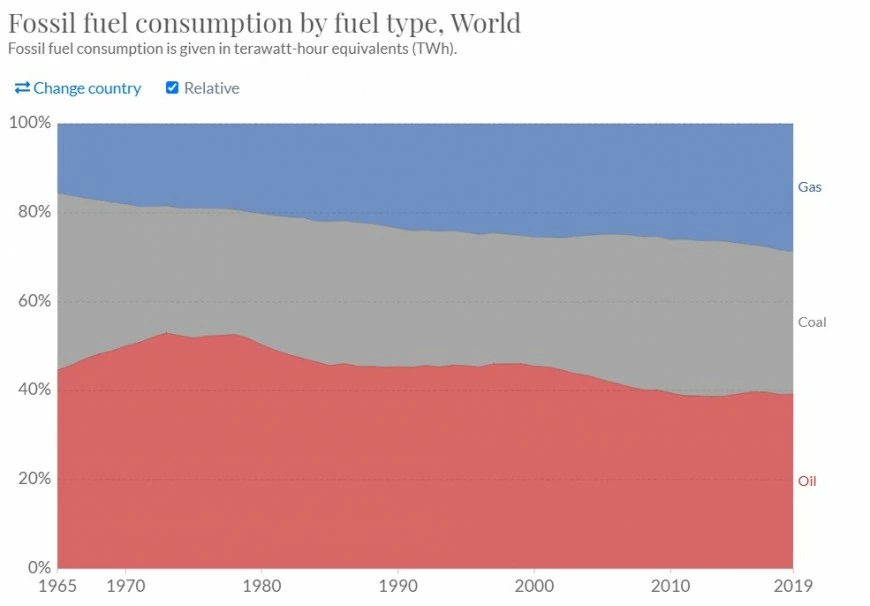 Fossil fuel consumption by fuel type, World
Fossil fuel consumption is given in terawatt-hour equivalents (TWh).
Change country Relative
100%
Gas
80%
60%
Coal
40%
20%
Oil
0%
1965 1970 1980 1990 2000 2010 2019